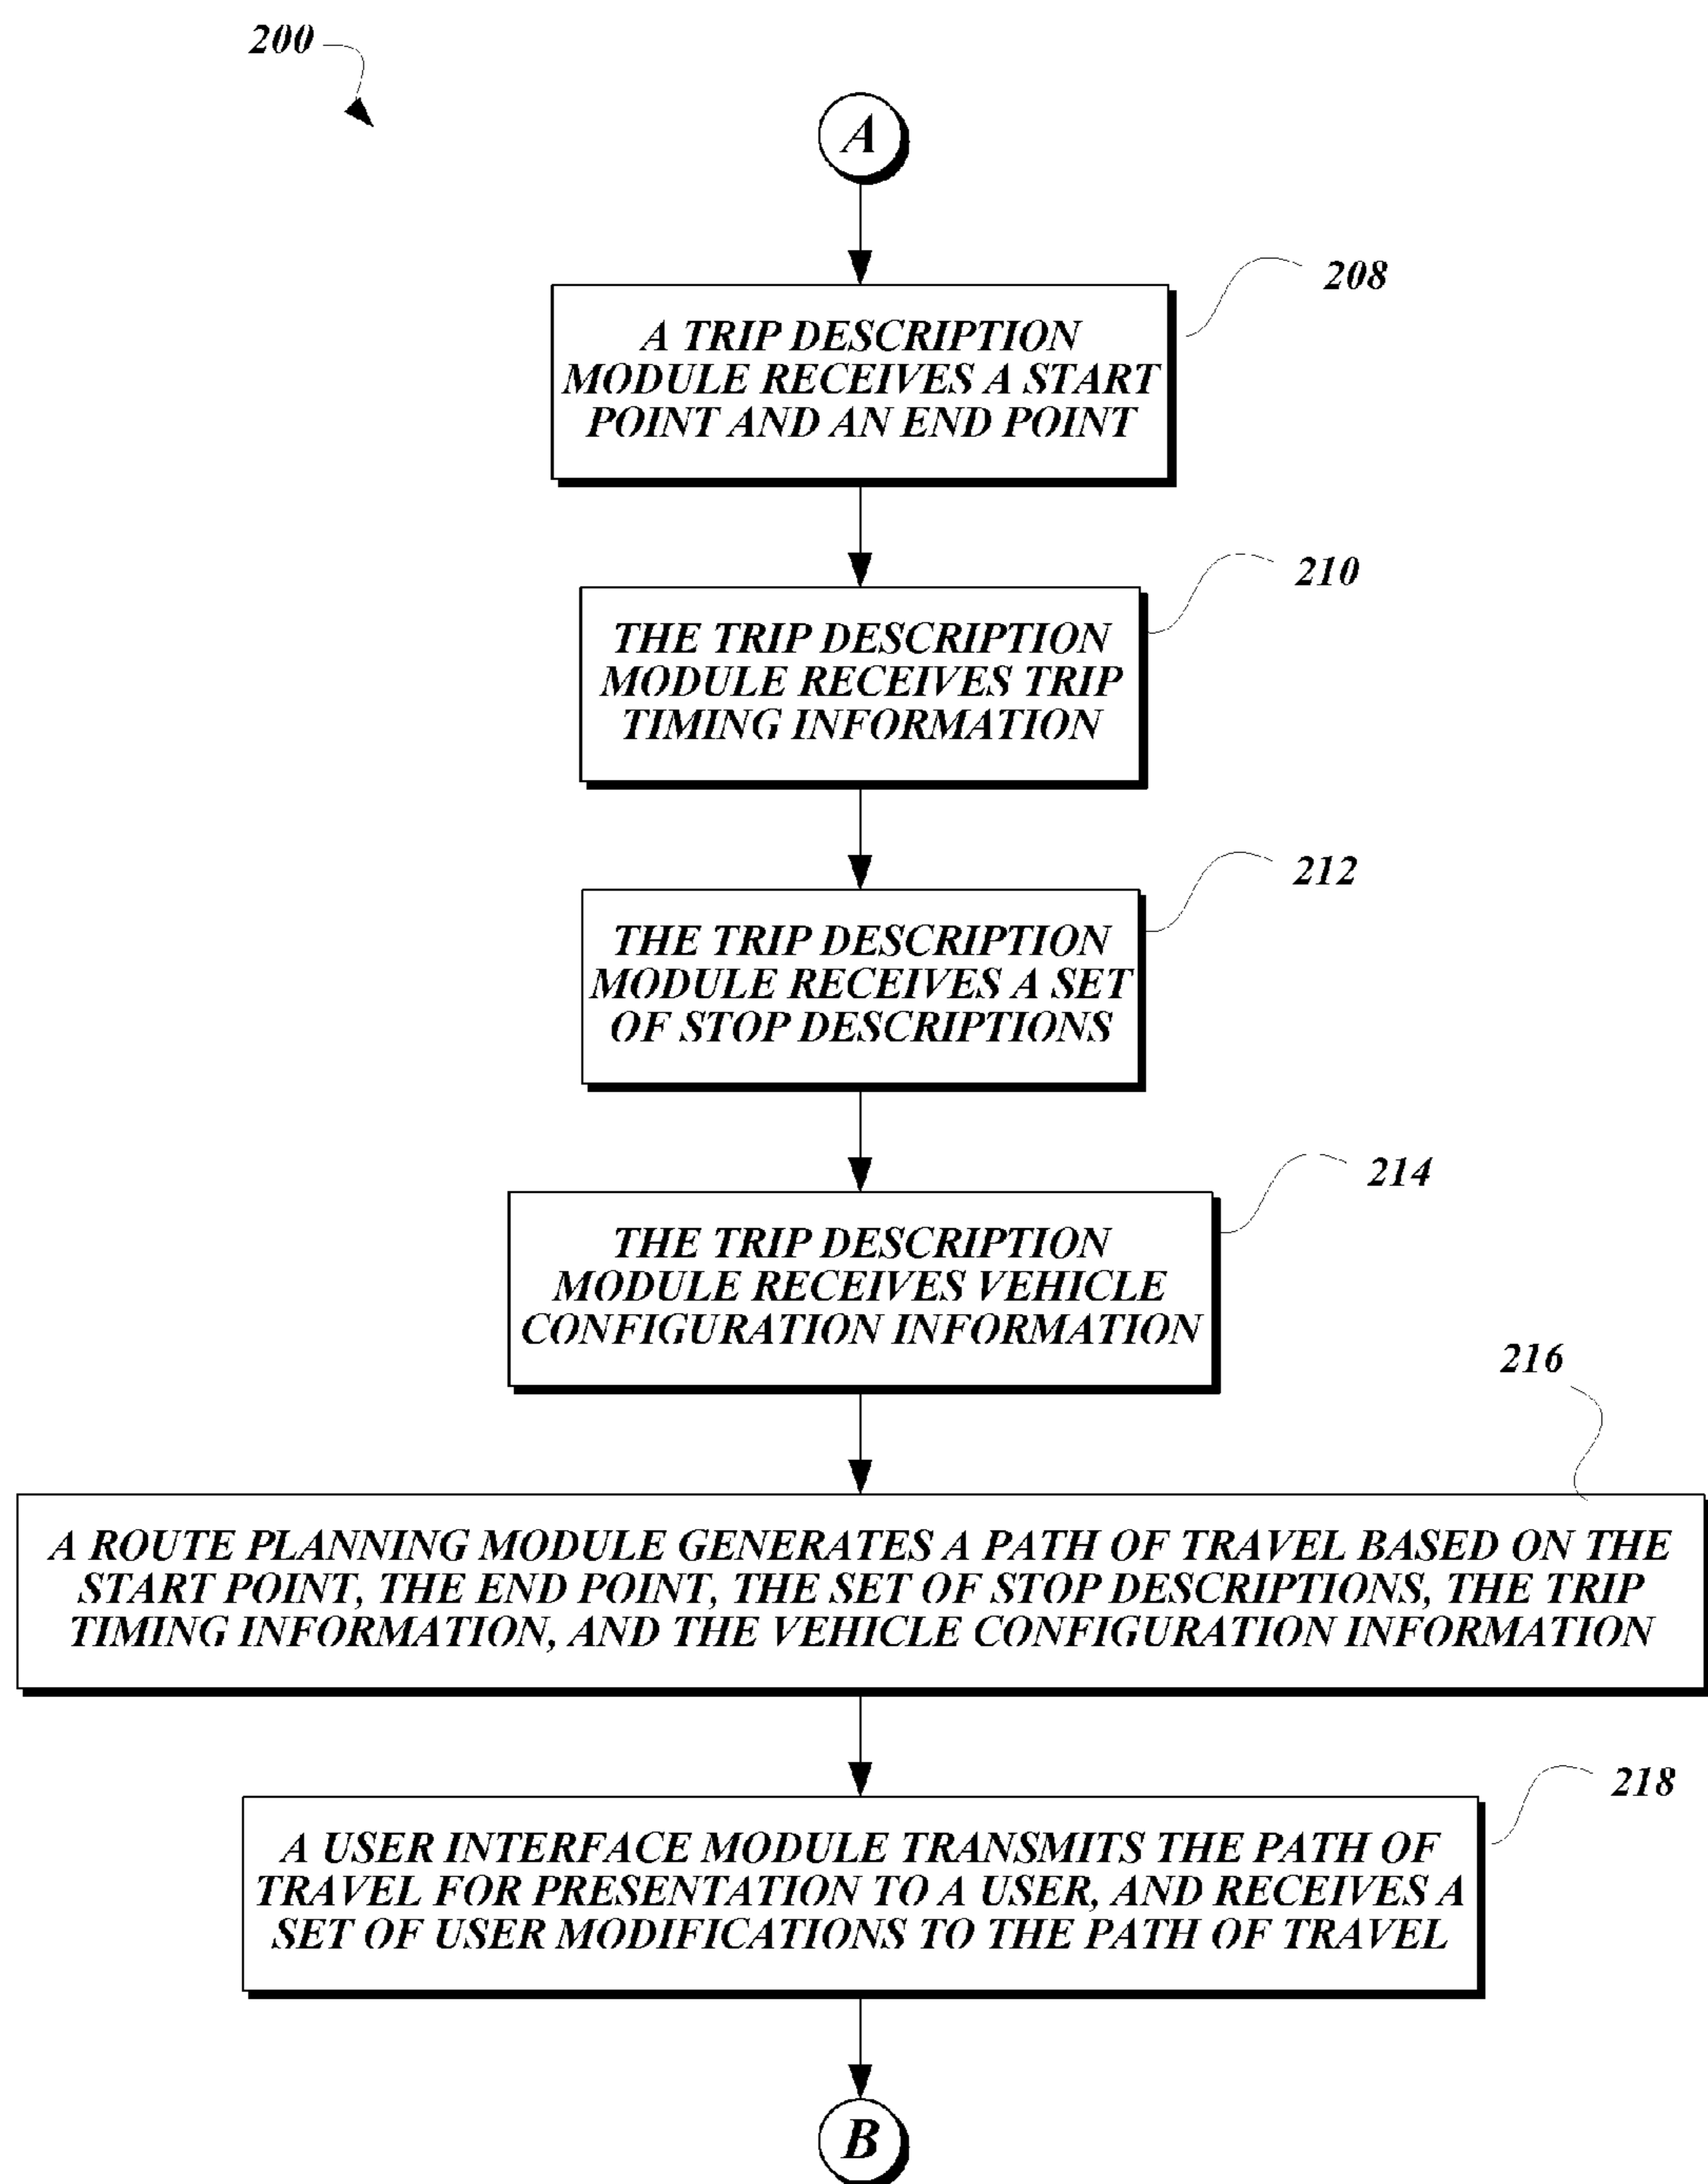 200
A
208
A TRIP DESCRIPTION
MODULE RECEIVES A START
POINT AND AN END POINT
210
THE TRIP DESCRIPTION
MODULE RECEIVES TRIP
TIMING INFORMATION
212
THE TRIP DESCRIPTION
MODULE RECEIVES A SET
OF STOP DESCRIPTIONS
214
THE TRIP DESCRIPTION
MODULE RECEIVES VEHICLE
CONFIGURATION INFORMATION
216
A ROUTE PLANNING MODULE GENERATES A PATH OF TRAVEL BASED ON THE
START POINT, THE END POINT, THE SET OF STOP DESCRIPTIONS, THE TRIP
TIMING INFORMATION, AND THE VEHICLE CONFIGURATION INFORMATION
218
A USER INTERFACE MODULE TRANSMITS THE PATH OF
TRAVEL FOR PRESENTATION TO A USER, AND RECEIVES A
SET OF USER MODIFICATIONS TO THE PATH OF TRAVEL
B